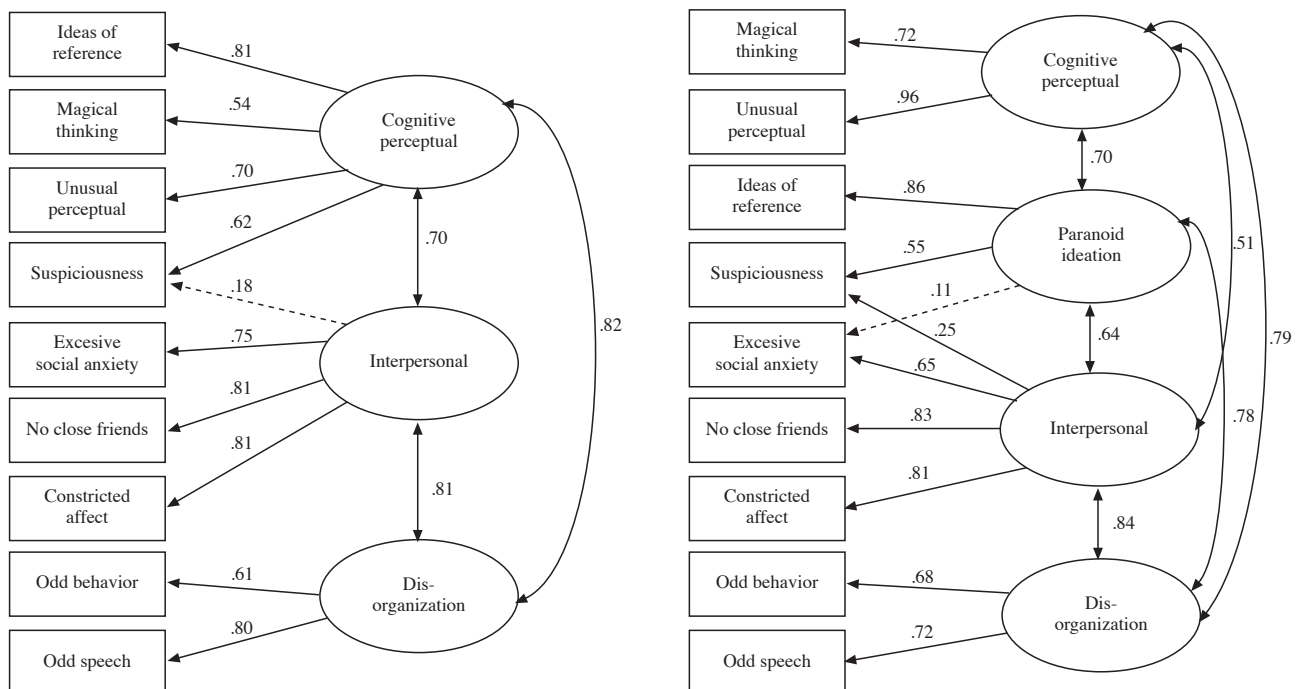 Ideas of
reference
Magical
thinking
Unusual
perceptual
Suspiciousness
Excesive
social anxiety
No close friends
Constricted
affect
Odd behavior
Odd speech
.81
.54
.70
.62
.18
.75
.81
.81
.61
.80
Cognitive
perceptual
.70
Interpersonal
.81
Dis-
organization
.82
Magical
thinking
Unusual
perceptual
Ideas of
reference
Suspiciousness
Excesive
social anxiety
No close friends
Constricted
affect
Odd behavior
Odd speech
.72
.96
.86
.55
.11
.25
.65
.83
.81
.68
.72
Cognitive
perceptual
.70
Paranoid
ideation
.64
Interpersonal
.84
Dis-
organization
.51
.79
.78